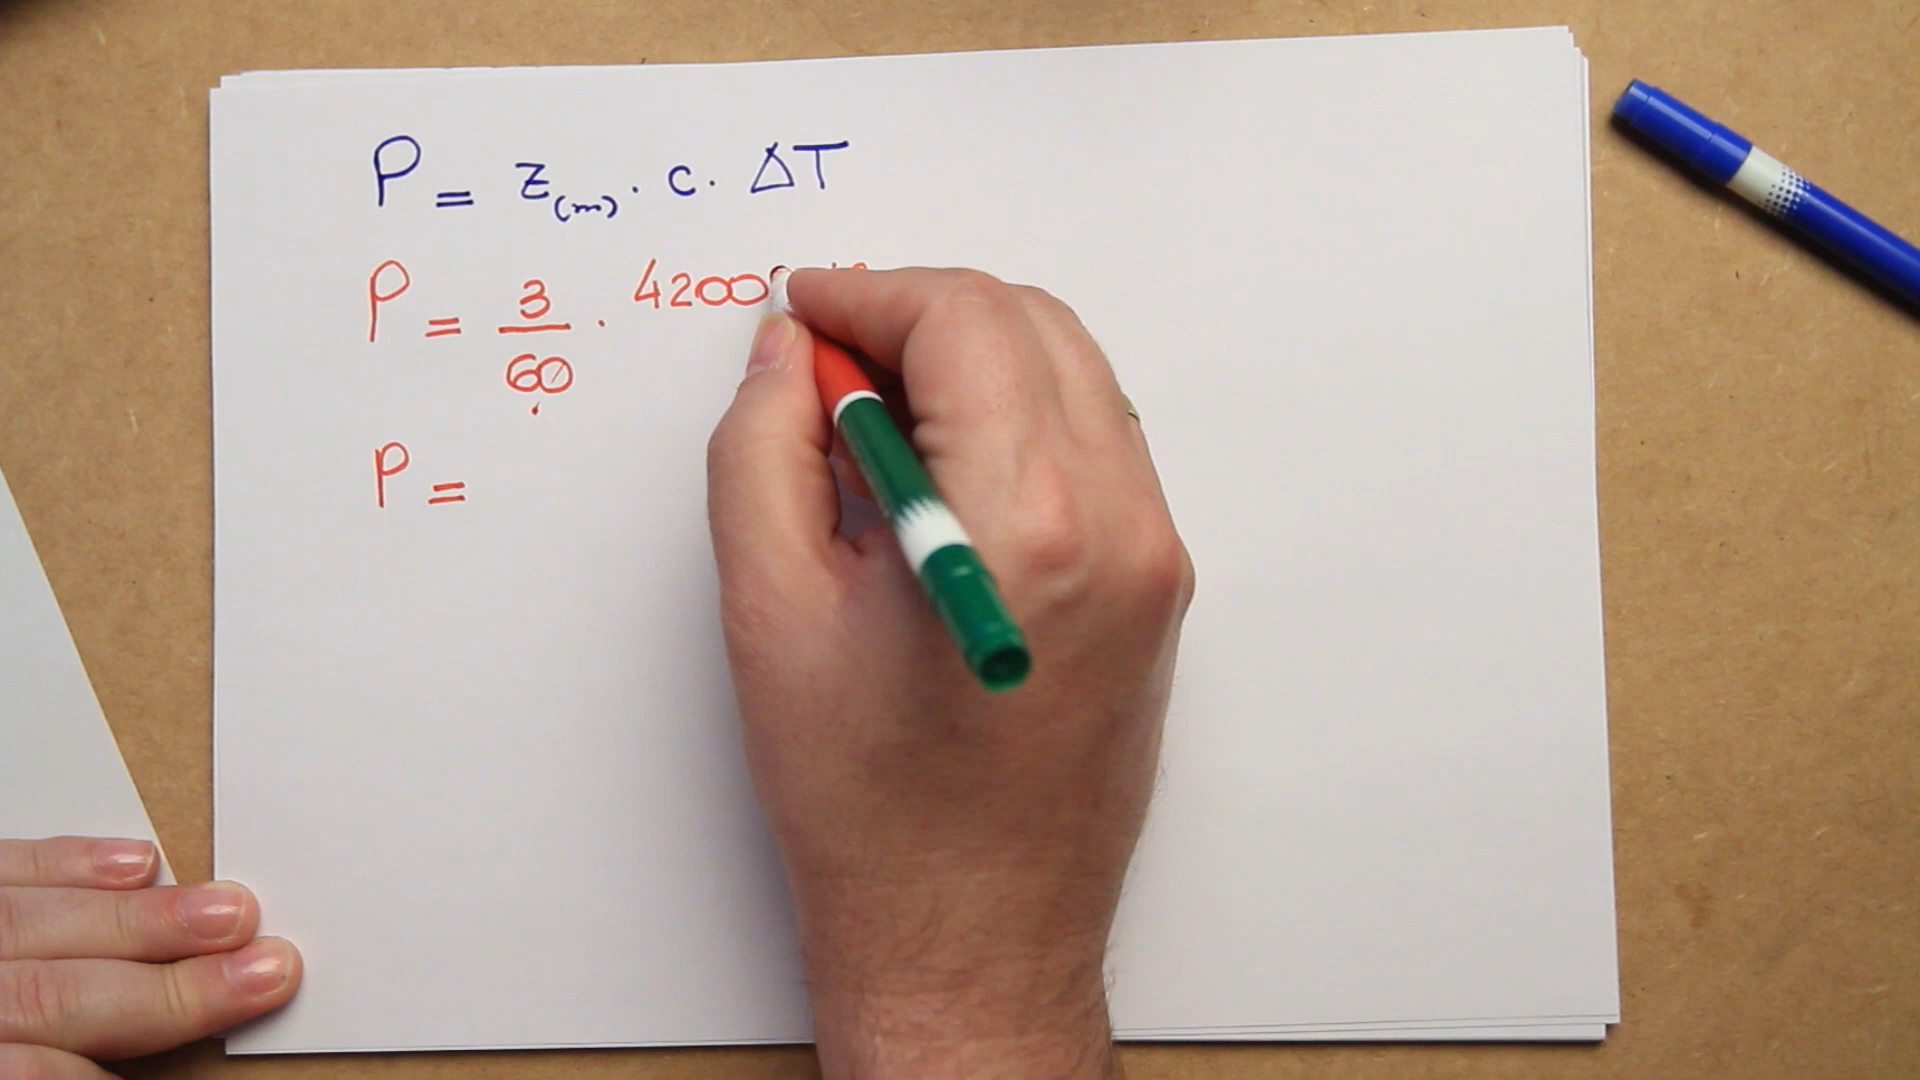 P = z(m) · c · ΔT
P = 3/60 · 4200
P =